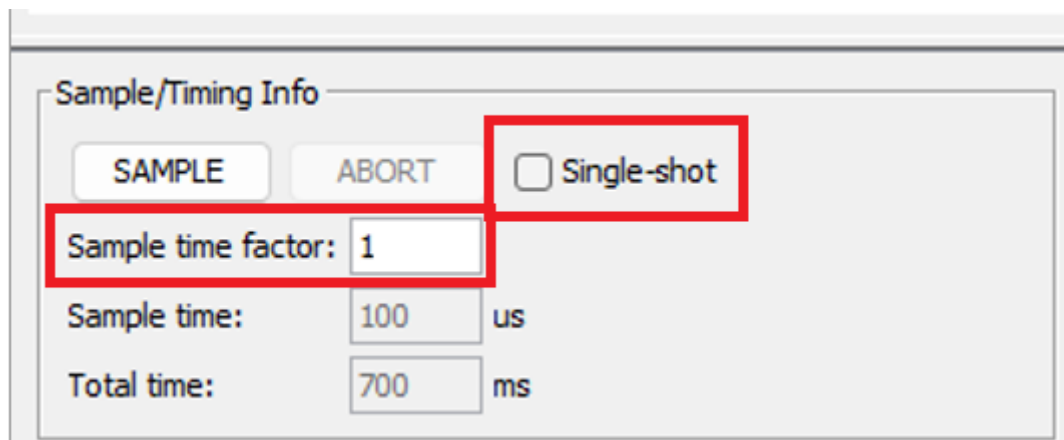 Sample/Timing Info
SAMPLE ABORT Single-shot
Sample time factor: 1
Sample time: 100 us
Total time: 700 ms